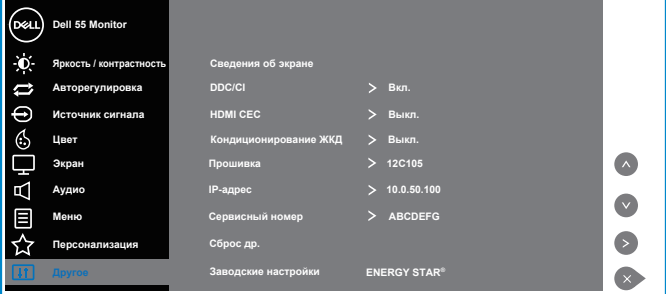 DELL
Dell 55 Monitor
Яркость / контрастность
Сведения об экране
Авторегулировка
DDC/CI
Вкл.
Источник сигнала
HDMI CEC
Выкл.
Цвет
Кондиционирование ЖКД
Выкл.
Экран
Прошивка
12C105
Аудио
IP-адрес
10.0.50.100
Меню
Сервисный номер
ABCDEFG
Персонализация
Сброс др.
Другое
Заводские настройки
ENERGY STAR®